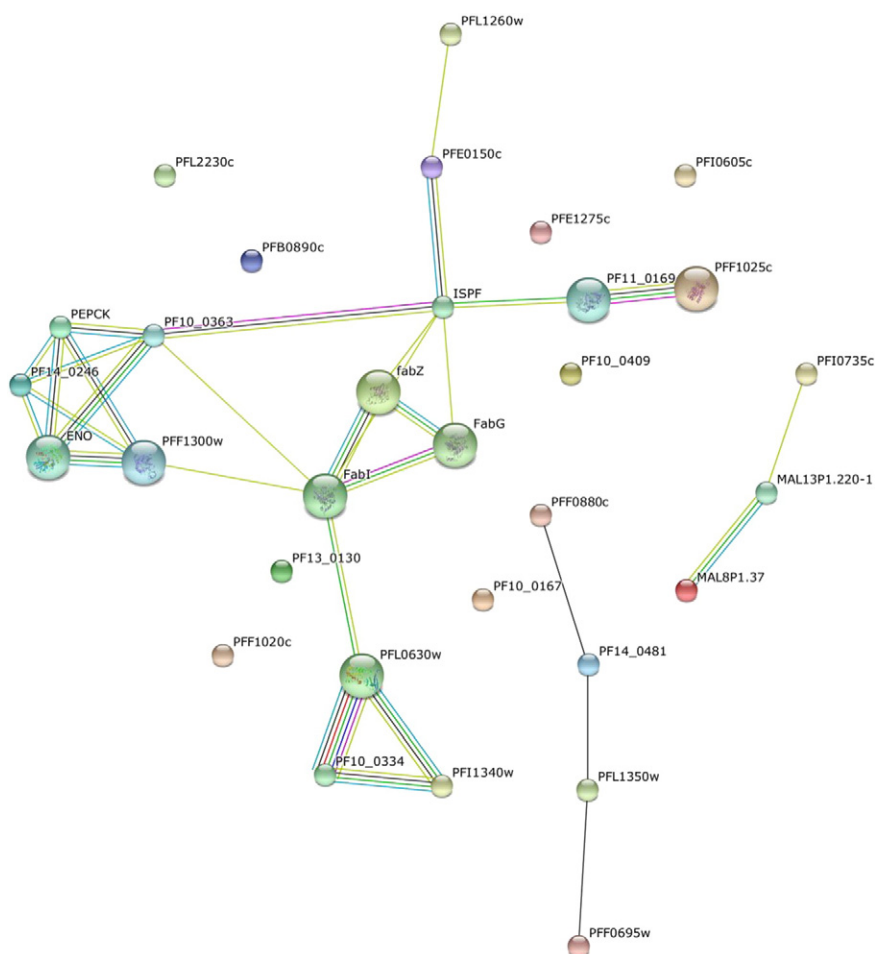 PFL1260w
PFE0150c
PFL2230c
PFI0605c
PFE1275c
PFB0890c
PF11_0169
PFF1025c
ISPF
PEPCK
PF10_0363
PF14_0246
fabZ
PF10_0409
PFI0735c
FabG
ENO
PFF1300w
FabI
MAL13P1.220-1
PFF0880c
PF13_0130
PF10_0167
MAL8P1.37
PFF1020c
PFL0630w
PF14_0481
PF10_0334
PFI1340w
PFL1350w
PFF0695w